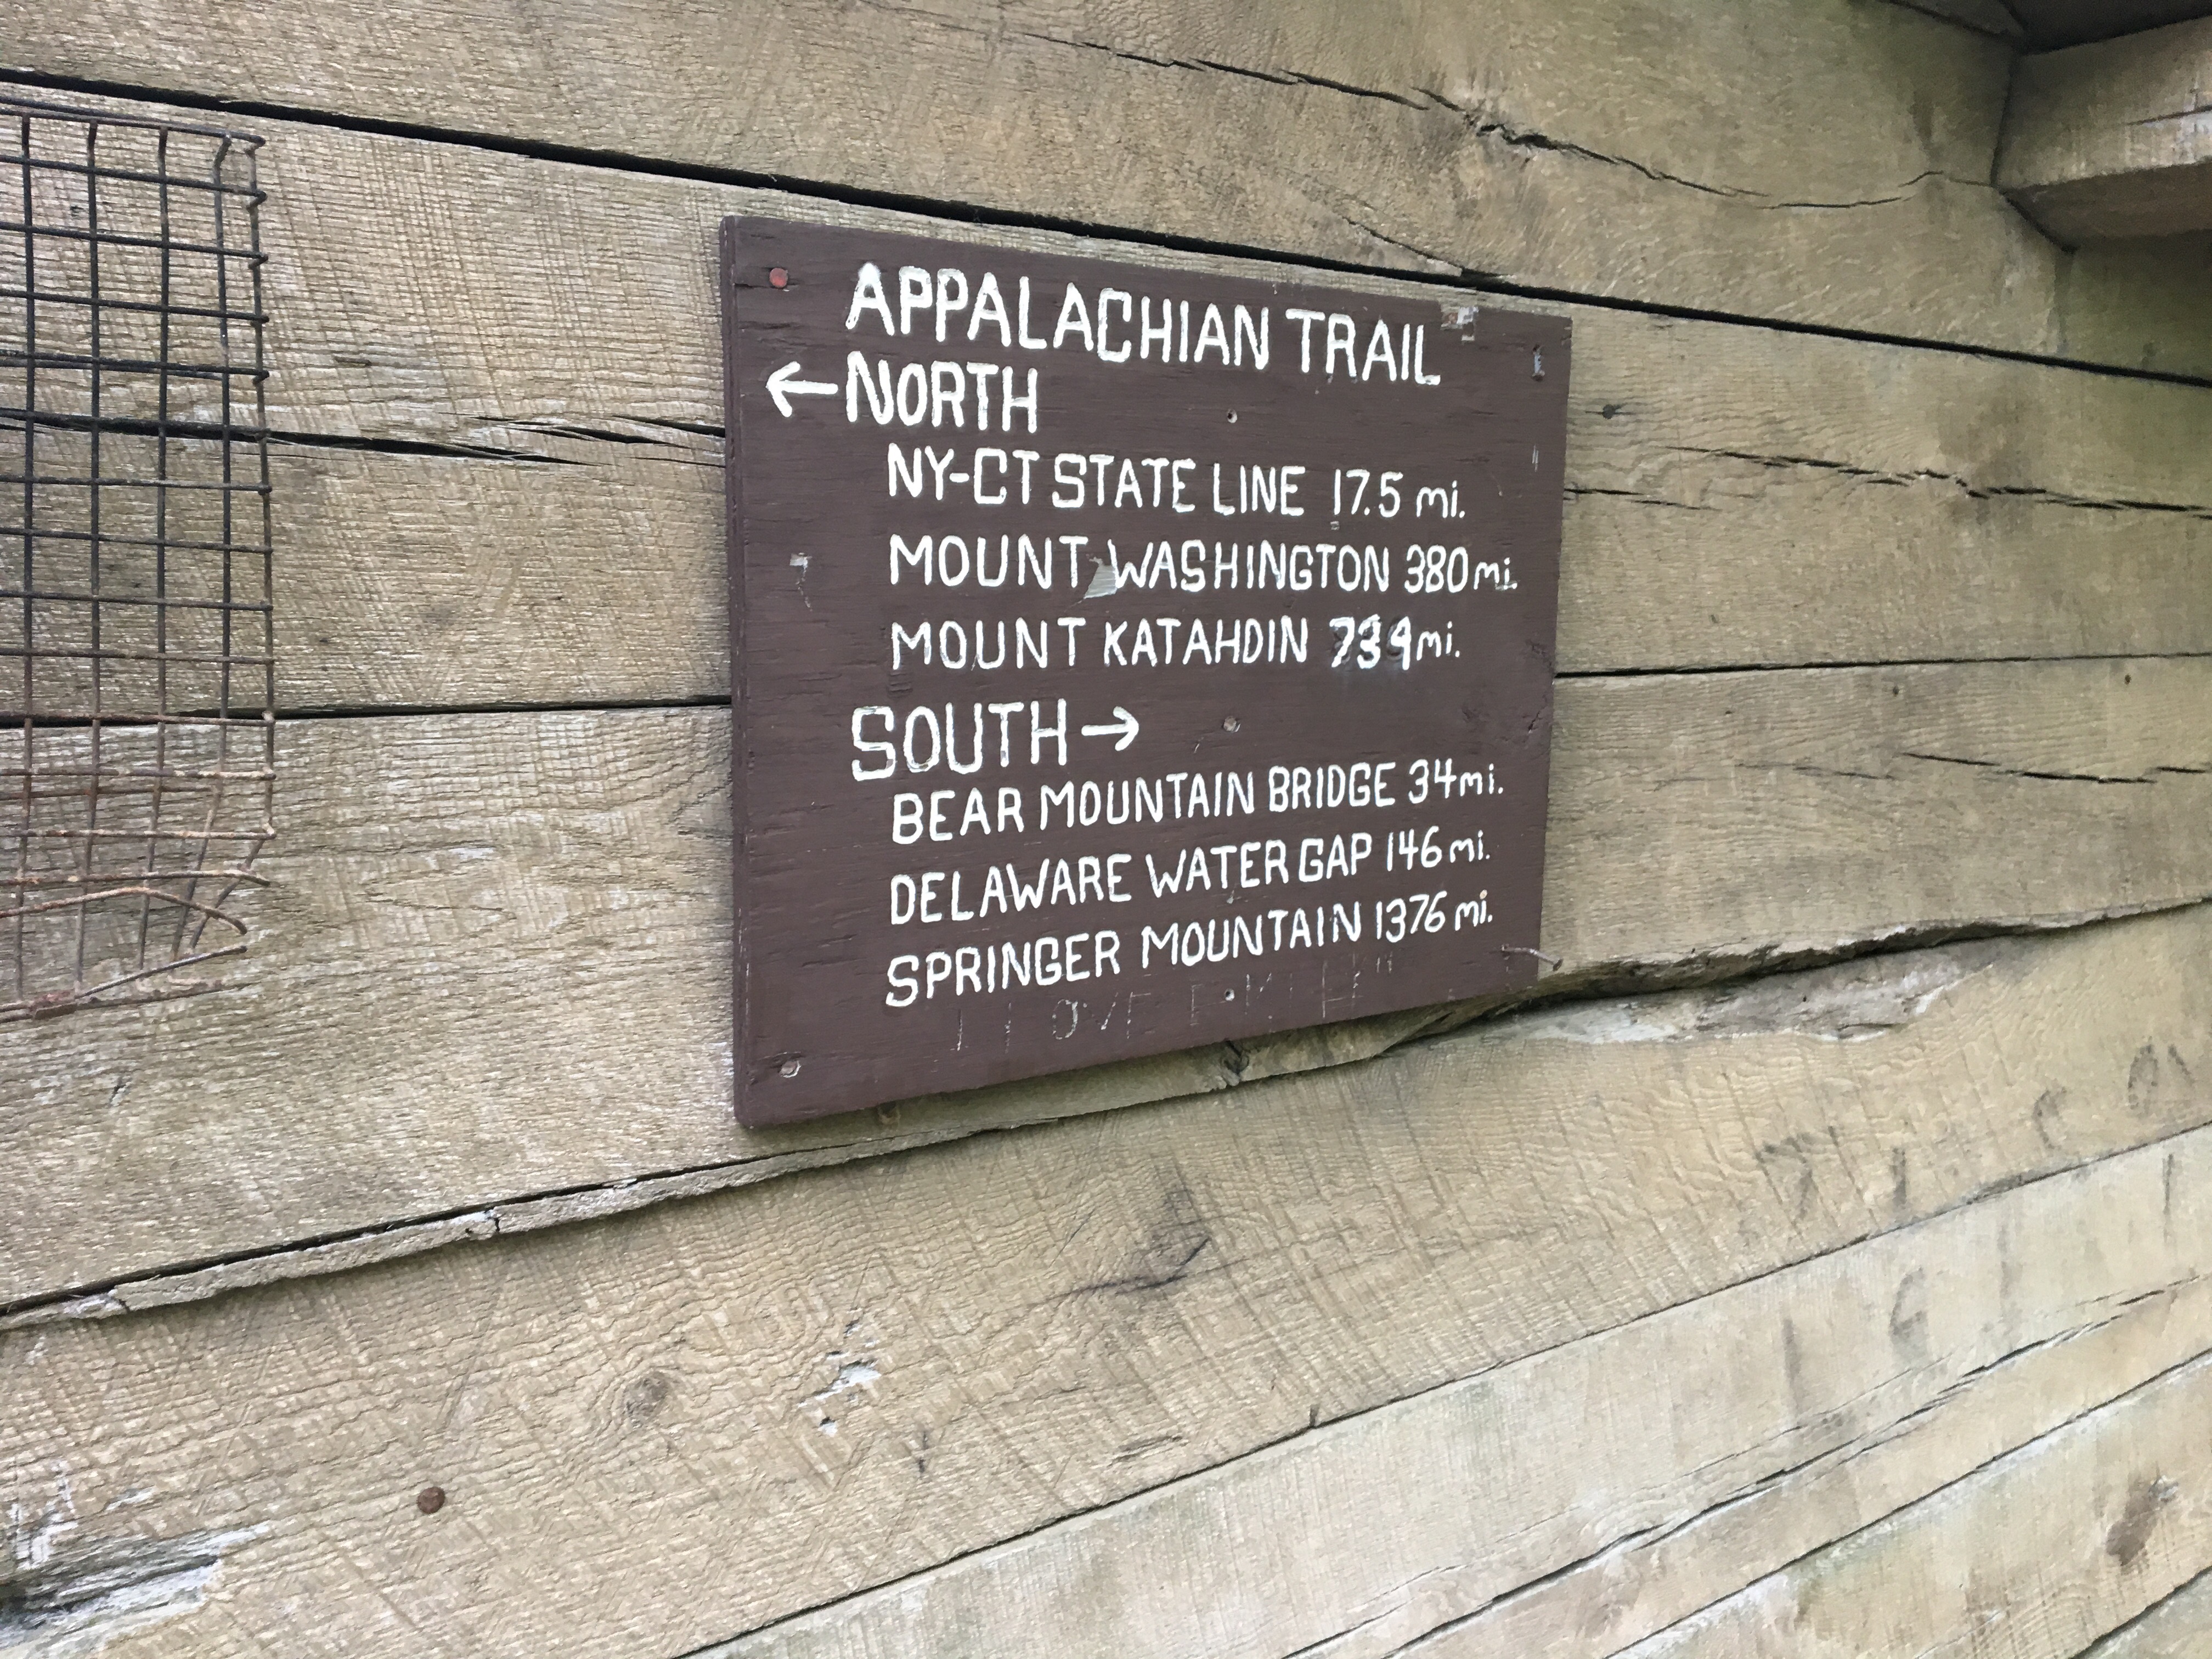 APPALACHIAN TRAIL
← NORTH
NY-CT STATE LINE 17.5 mi.
MOUNT WASHINGTON 380 mi.
MOUNT KATAHDIN 739 mi.
SOUTH →
BEAR MOUNTAIN BRIDGE 34 mi.
DELAWARE WATER GAP 146 mi.
SPRINGER MOUNTAIN 1376 mi.